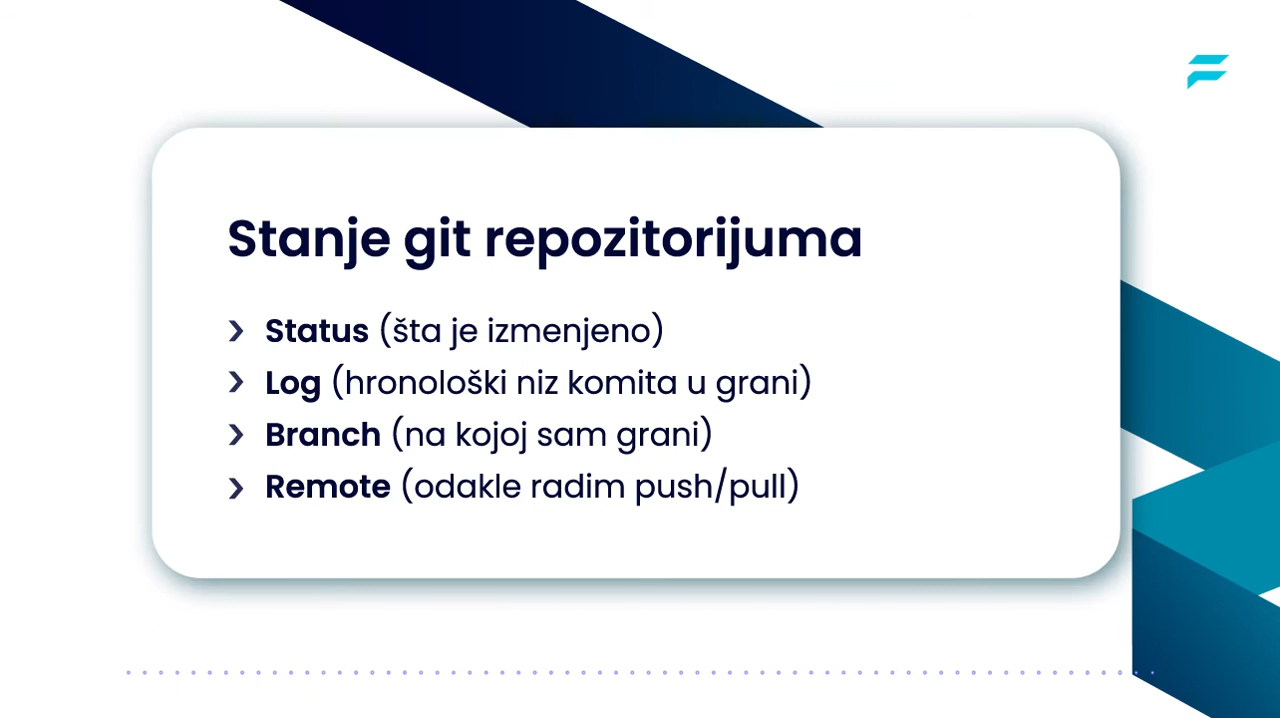 Stanje git repozitorijuma
Status (šta je izmenjeno)
Log (hronološki niz komita u grani)
Branch (na kojoj sam grani)
Remote (odakle radim push/pull)